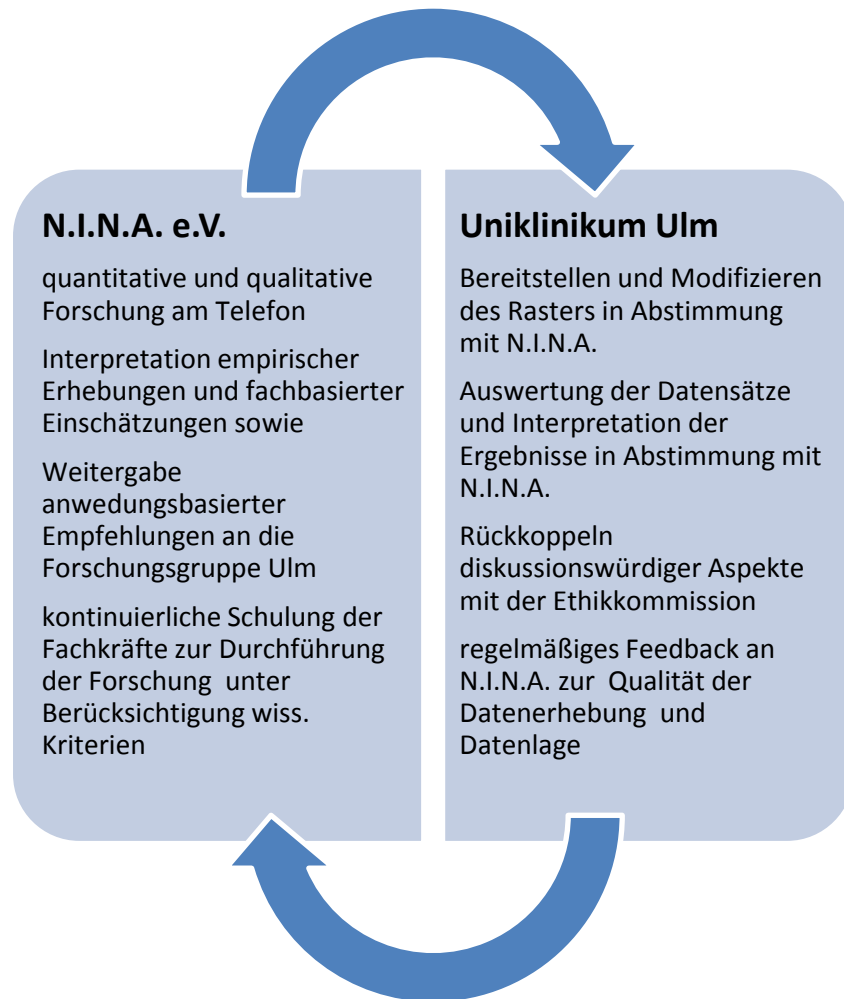 N.I.N.A. e.V.
quantitative und qualitative
Forschung am Telefon
Interpretation empirischer
Erhebungen und fachbasierter
Einschätzungen sowie
Weitergabe
anwedungsbasierter
Empfehlungen an die
Forschungsgruppe Ulm
kontinuierliche Schulung der
Fachkräfte zur Durchführung
der Forschung unter
Berücksichtigung wiss.
Kriterien
Uniklinikum Ulm
Bereitstellen und Modifizieren
des Rasters in Abstimmung
mit N.I.N.A.
Auswertung der Datensätze
und Interpretation der
Ergebnisse in Abstimmung mit
N.I.N.A.
Rückkoppeln
diskussionswürdiger Aspekte
mit der Ethikkommission
regelmäßiges Feedback an
N.I.N.A. zur Qualität der
Datenerhebung und
Datenlage